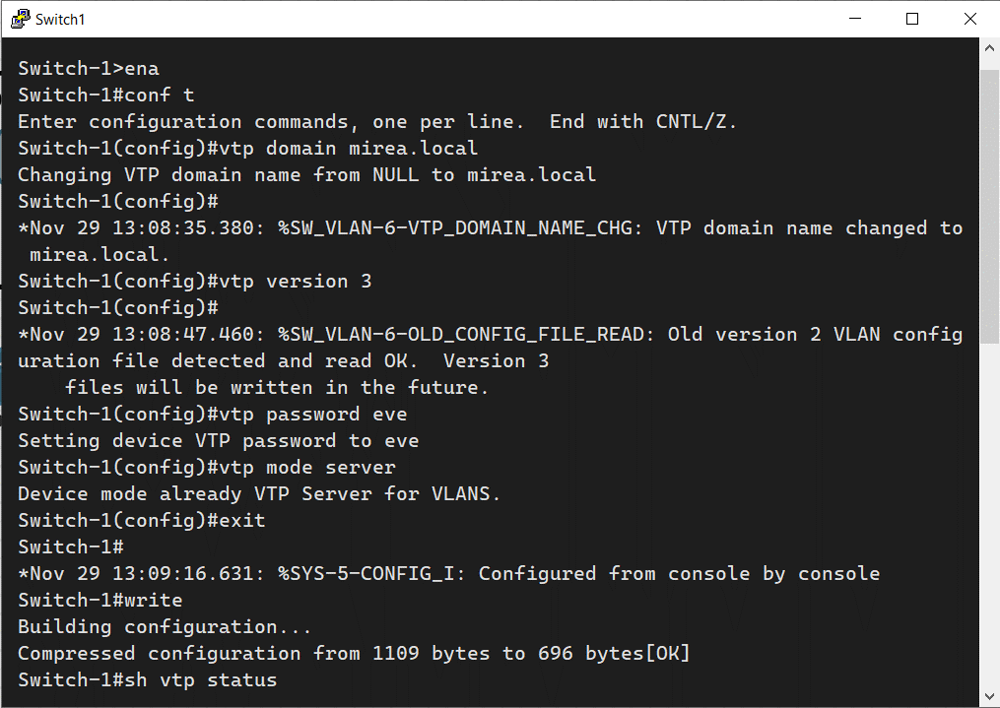 Switch1
Switch-1>ena
Switch-1#conf t
Enter configuration commands, one per line.  End with CNTL/Z.
Switch-1(config)#vtp domain mirea.local
Changing VTP domain name from NULL to mirea.local
Switch-1(config)#
*Nov 29 13:08:35.380: %SW_VLAN-6-VTP_DOMAIN_NAME_CHG: VTP domain name changed to
 mirea.local.
Switch-1(config)#vtp version 3
Switch-1(config)#
*Nov 29 13:08:47.460: %SW_VLAN-6-OLD_CONFIG_FILE_READ: Old version 2 VLAN config
uration file detected and read OK.  Version 3
    files will be written in the future.
Switch-1(config)#vtp password eve
Setting device VTP password to eve
Switch-1(config)#vtp mode server
Device mode already VTP Server for VLANS.
Switch-1(config)#exit
Switch-1#
*Nov 29 13:09:16.631: %SYS-5-CONFIG_I: Configured from console by console
Switch-1#write
Building configuration...
Compressed configuration from 1109 bytes to 696 bytes[OK]
Switch-1#sh vtp status